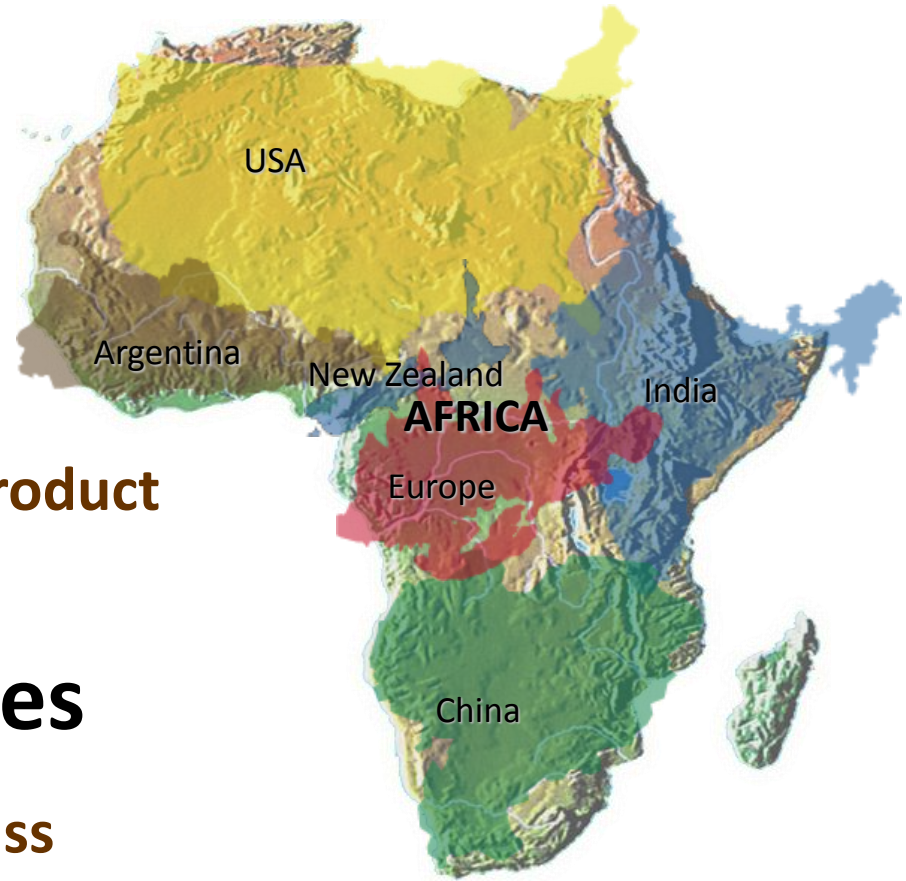 USA
Argentina
New Zealand
India
AFRICA
Europe
roduct
es
China
ss